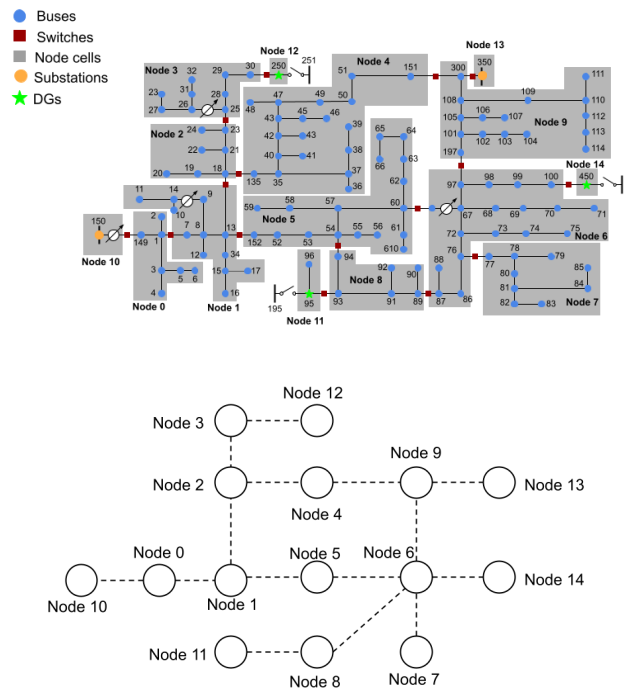 Buses
Switches
Node cells
Substations
DGs
Node 12
251
250
Node 13
350
Node 3 32 29 30
51 151 300
Node 4
111
31 23 28
47 49 50
27 26 25
48
108 109 110
Node 2 24 23
43 45 46 39
105 106 107 112
Node 9
22 21
42 43 38
65 64
101 102 103 104 113
40 41
66 63
197 114
20 19 18
135 35 37
36
62
97 98 99 100
Node 14
450
11 14 9
10
59 58 57
Node 5
60
67 68 69 70 71
150
2
149 1 7 8 13
152 52 53 54 55 56
61
72 73 74 75
Node 6
Node 10
12 34
94
610
76
3 5 6
15 17
96
92 90 88
Node 8
77 78 79
80 85
4
Node 0
16
Node 1
195
95
Node 11
93 91 89 87 86
81 84
82 83
Node 7
Node 12
Node 3
Node 9
Node 2
Node 13
Node 4
Node 0
Node 5
Node 6
Node 14
Node 10
Node 1
Node 11
Node 8
Node 7